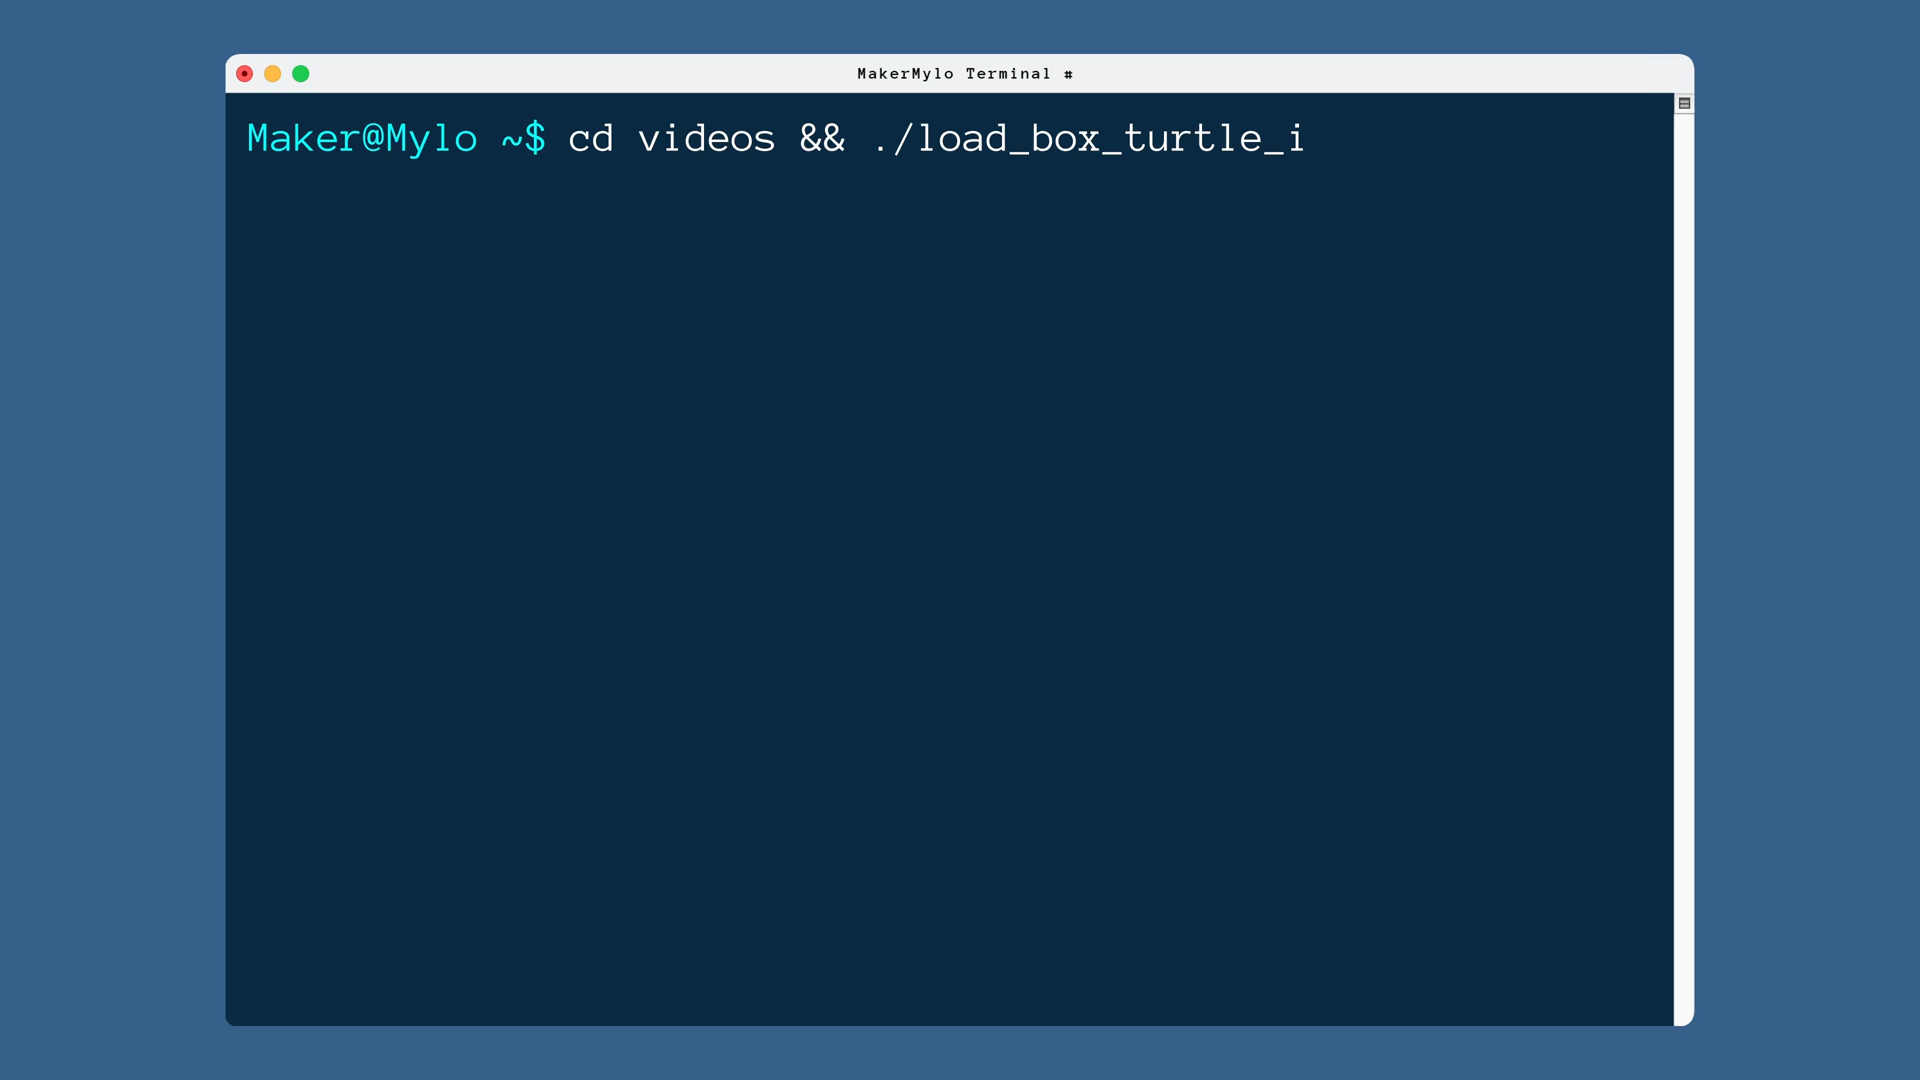 MakerMylo Terminal #
Maker@Mylo ~$ cd videos && ./load_box_turtle_i